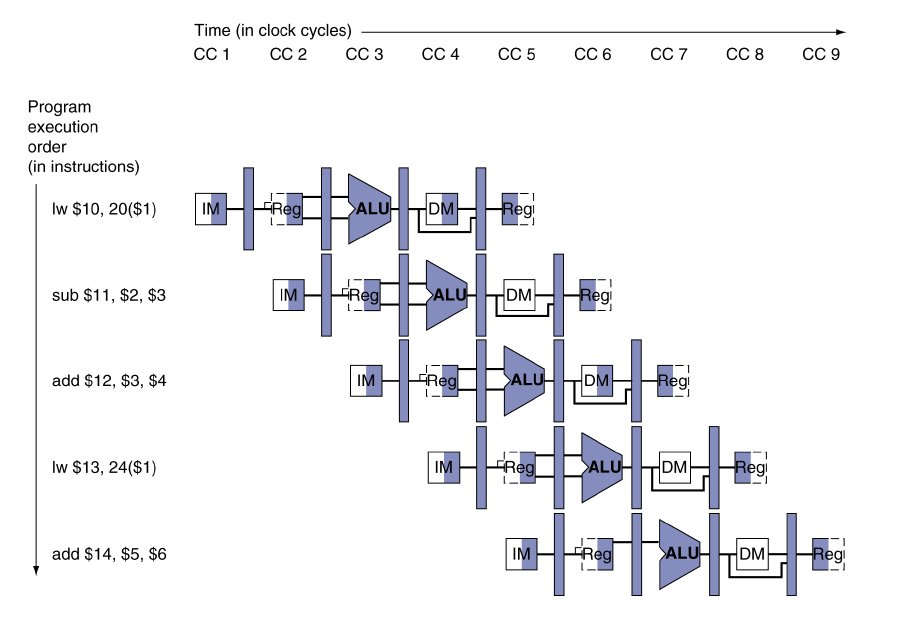 Time (in clock cycles)
CC 1 CC 2 CC 3 CC 4 CC 5 CC 6 CC 7 CC 8 CC 9
Program
execution
order
(in instructions)
lw $10, 20($1) IM Reg ALU DM Reg
sub $11, $2, $3 IM Reg ALU DM Reg
add $12, $3, $4 IM Reg ALU DM Reg
lw $13, 24($1) IM Reg ALU DM Reg
add $14, $5, $6 IM Reg ALU DM Reg